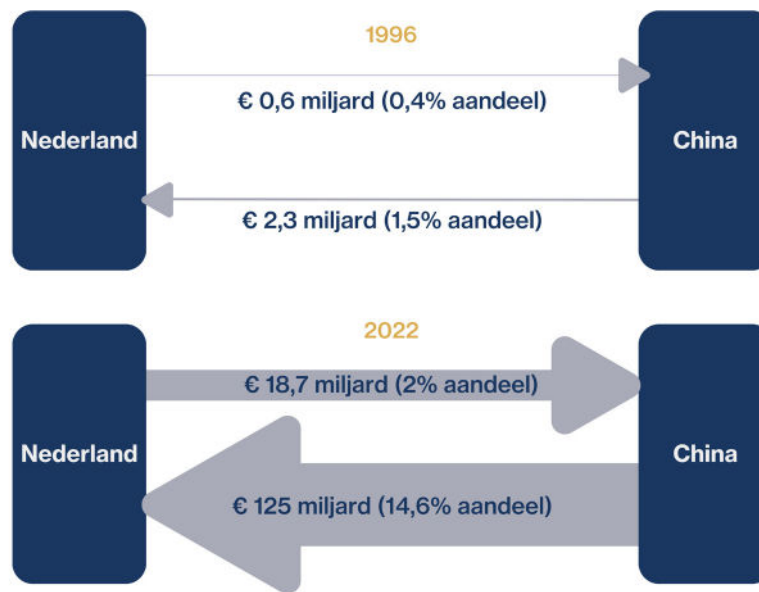 1996
€ 0,6 miljard (0,4% aandeel)
Nederland
China
€ 2,3 miljard (1,5% aandeel)
2022
€ 18,7 miljard (2% aandeel)
Nederland
China
€ 125 miljard (14,6% aandeel)